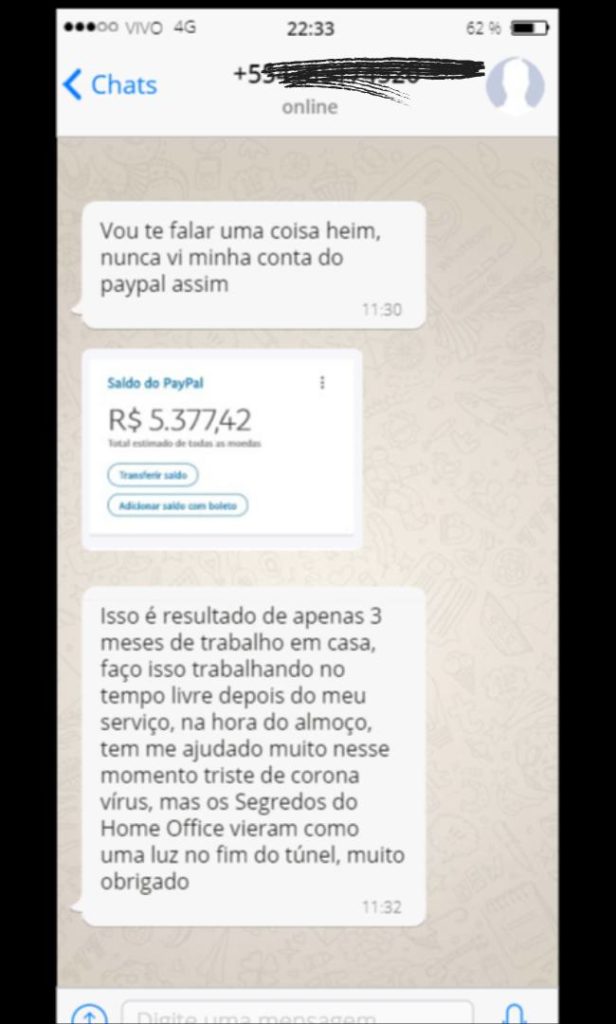 VIVO 4G 22:33 62 %
Chats
online
Vou te falar uma coisa heim,
nunca vi minha conta do
paypal assim
11:30
Saldo do PayPal
R$ 5.377,42
Total estimado de todas as moedas
Transferir saldo
Adicionar saldo com boleto
Isso é resultado de apenas 3
meses de trabalho em casa,
faço isso trabalhando no
tempo livre depois do meu
serviço, na hora do almoço,
tem me ajudado muito nesse
momento triste de corona
vírus, mas os Segredos do
Home Office vieram como
uma luz no fim do túnel, muito
obrigado
11:32
Digite uma mensagem